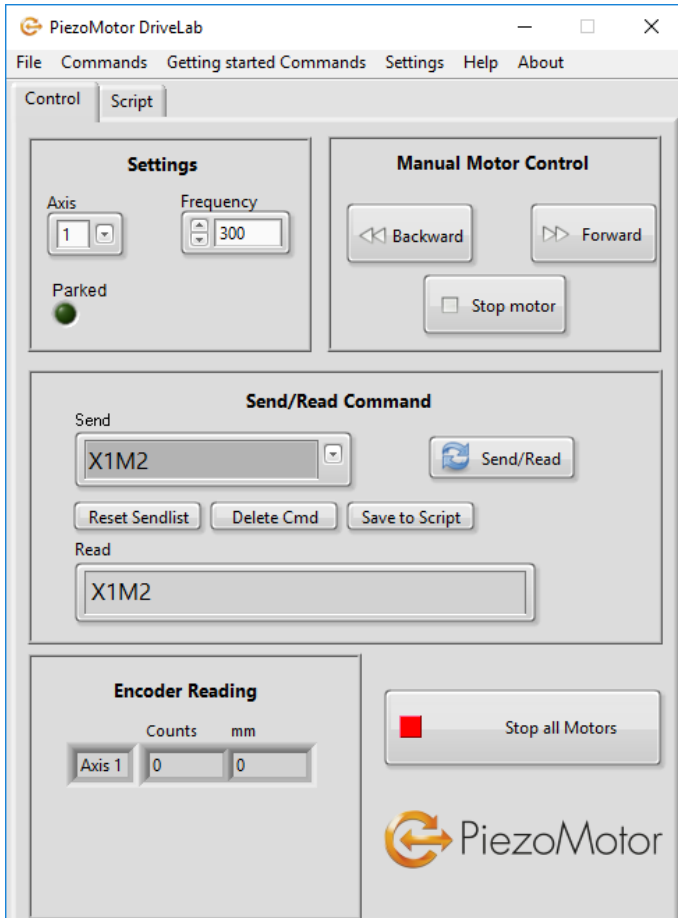 PiezoMotor DriveLab
File Commands Getting started Commands Settings Help About
Control Script
Settings
Axis Frequency
1 300
Parked
Manual Motor Control
Backward Forward
Stop motor
Send/Read Command
Send
X1M2 Send/Read
Reset Sendlist Delete Cmd Save to Script
Read
X1M2
Encoder Reading
Counts mm
Axis 1 0 0
Stop all Motors
PiezoMotor